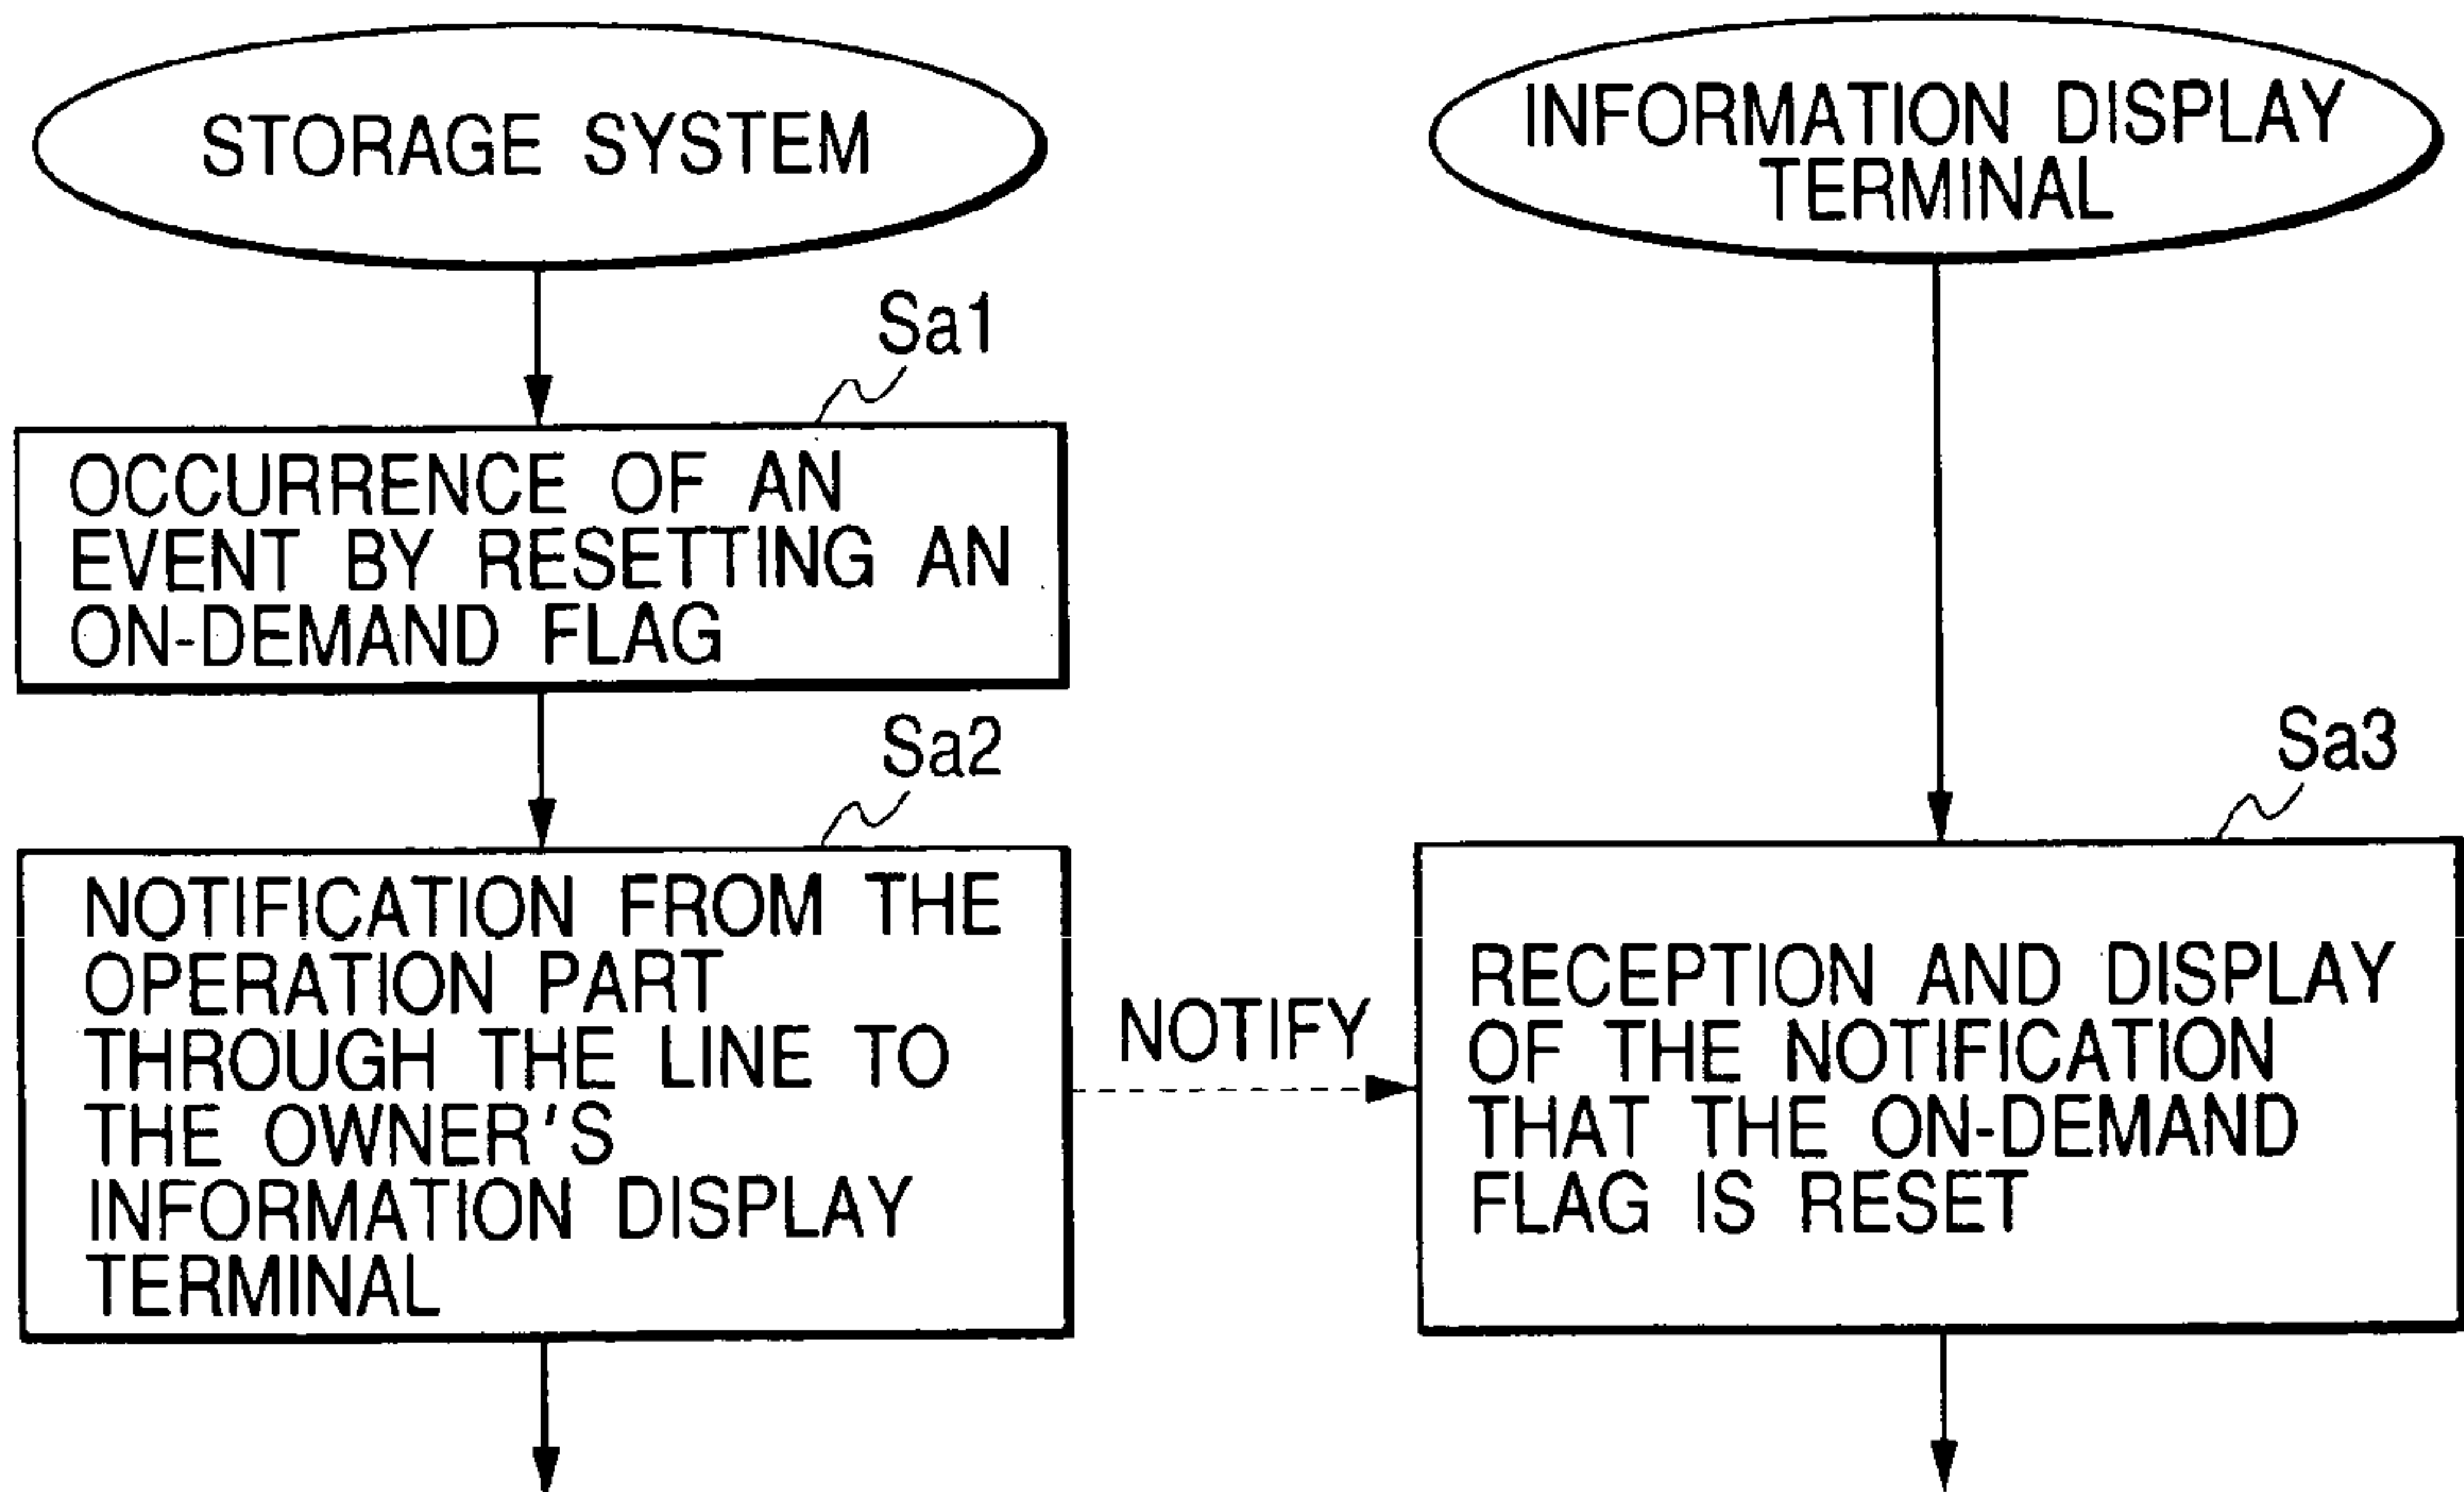 STORAGE SYSTEM
INFORMATION DISPLAY
TERMINAL
Sa1
OCCURRENCE OF AN
EVENT BY RESETTING AN
ON-DEMAND FLAG
Sa2
NOTIFICATION FROM THE
OPERATION PART
THROUGH THE LINE TO
THE OWNER'S
INFORMATION DISPLAY
TERMINAL
NOTIFY
Sa3
RECEPTION AND DISPLAY
OF THE NOTIFICATION
THAT THE ON-DEMAND
FLAG IS RESET